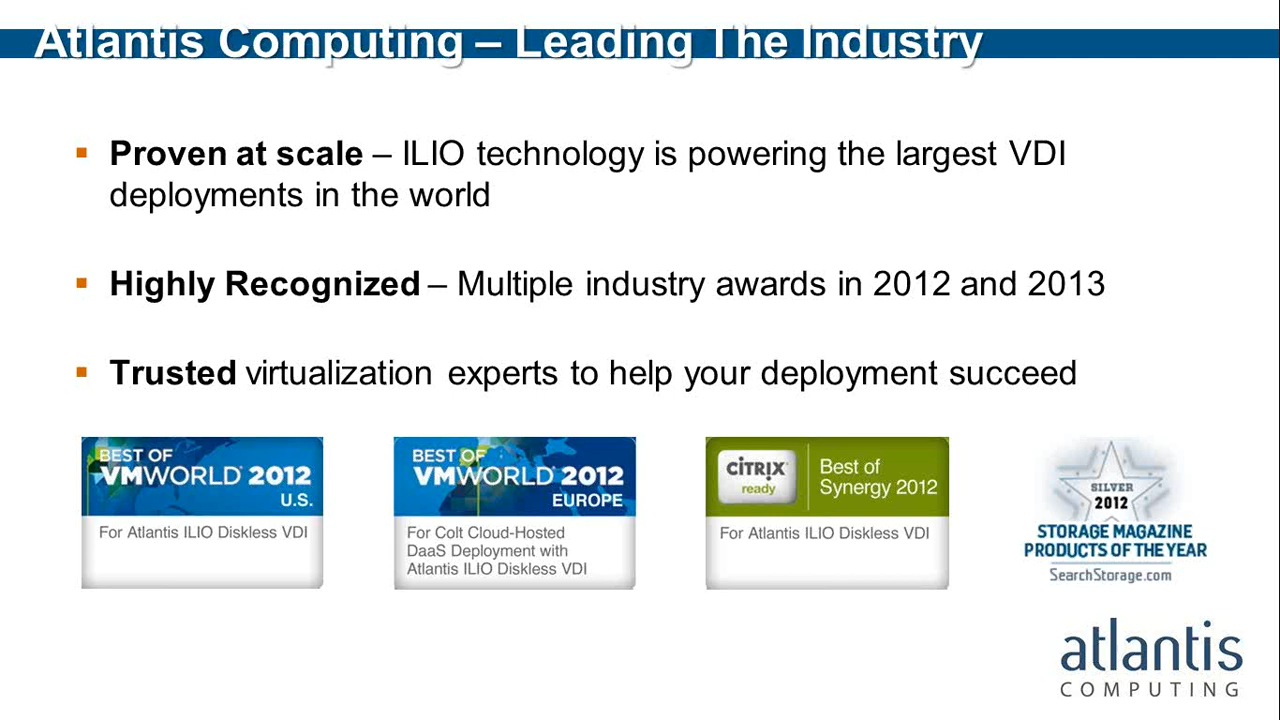 Atlantis Computing – Leading The Industry
▪ Proven at scale – ILIO technology is powering the largest VDI
deployments in the world
▪ Highly Recognized – Multiple industry awards in 2012 and 2013
▪ Trusted virtualization experts to help your deployment succeed
BEST OF
VMWORLD® 2012
U.S.
For Atlantis ILIO Diskless VDI
BEST OF
VMWORLD® 2012
EUROPE
For Colt Cloud-Hosted
DaaS Deployment with
Atlantis ILIO Diskless VDI
CITRIX®
ready
Best of
Synergy 2012
For Atlantis ILIO Diskless VDI
SILVER
2012
STORAGE MAGAZINE
PRODUCTS OF THE YEAR
SearchStorage.com
atlantis
COMPUTING